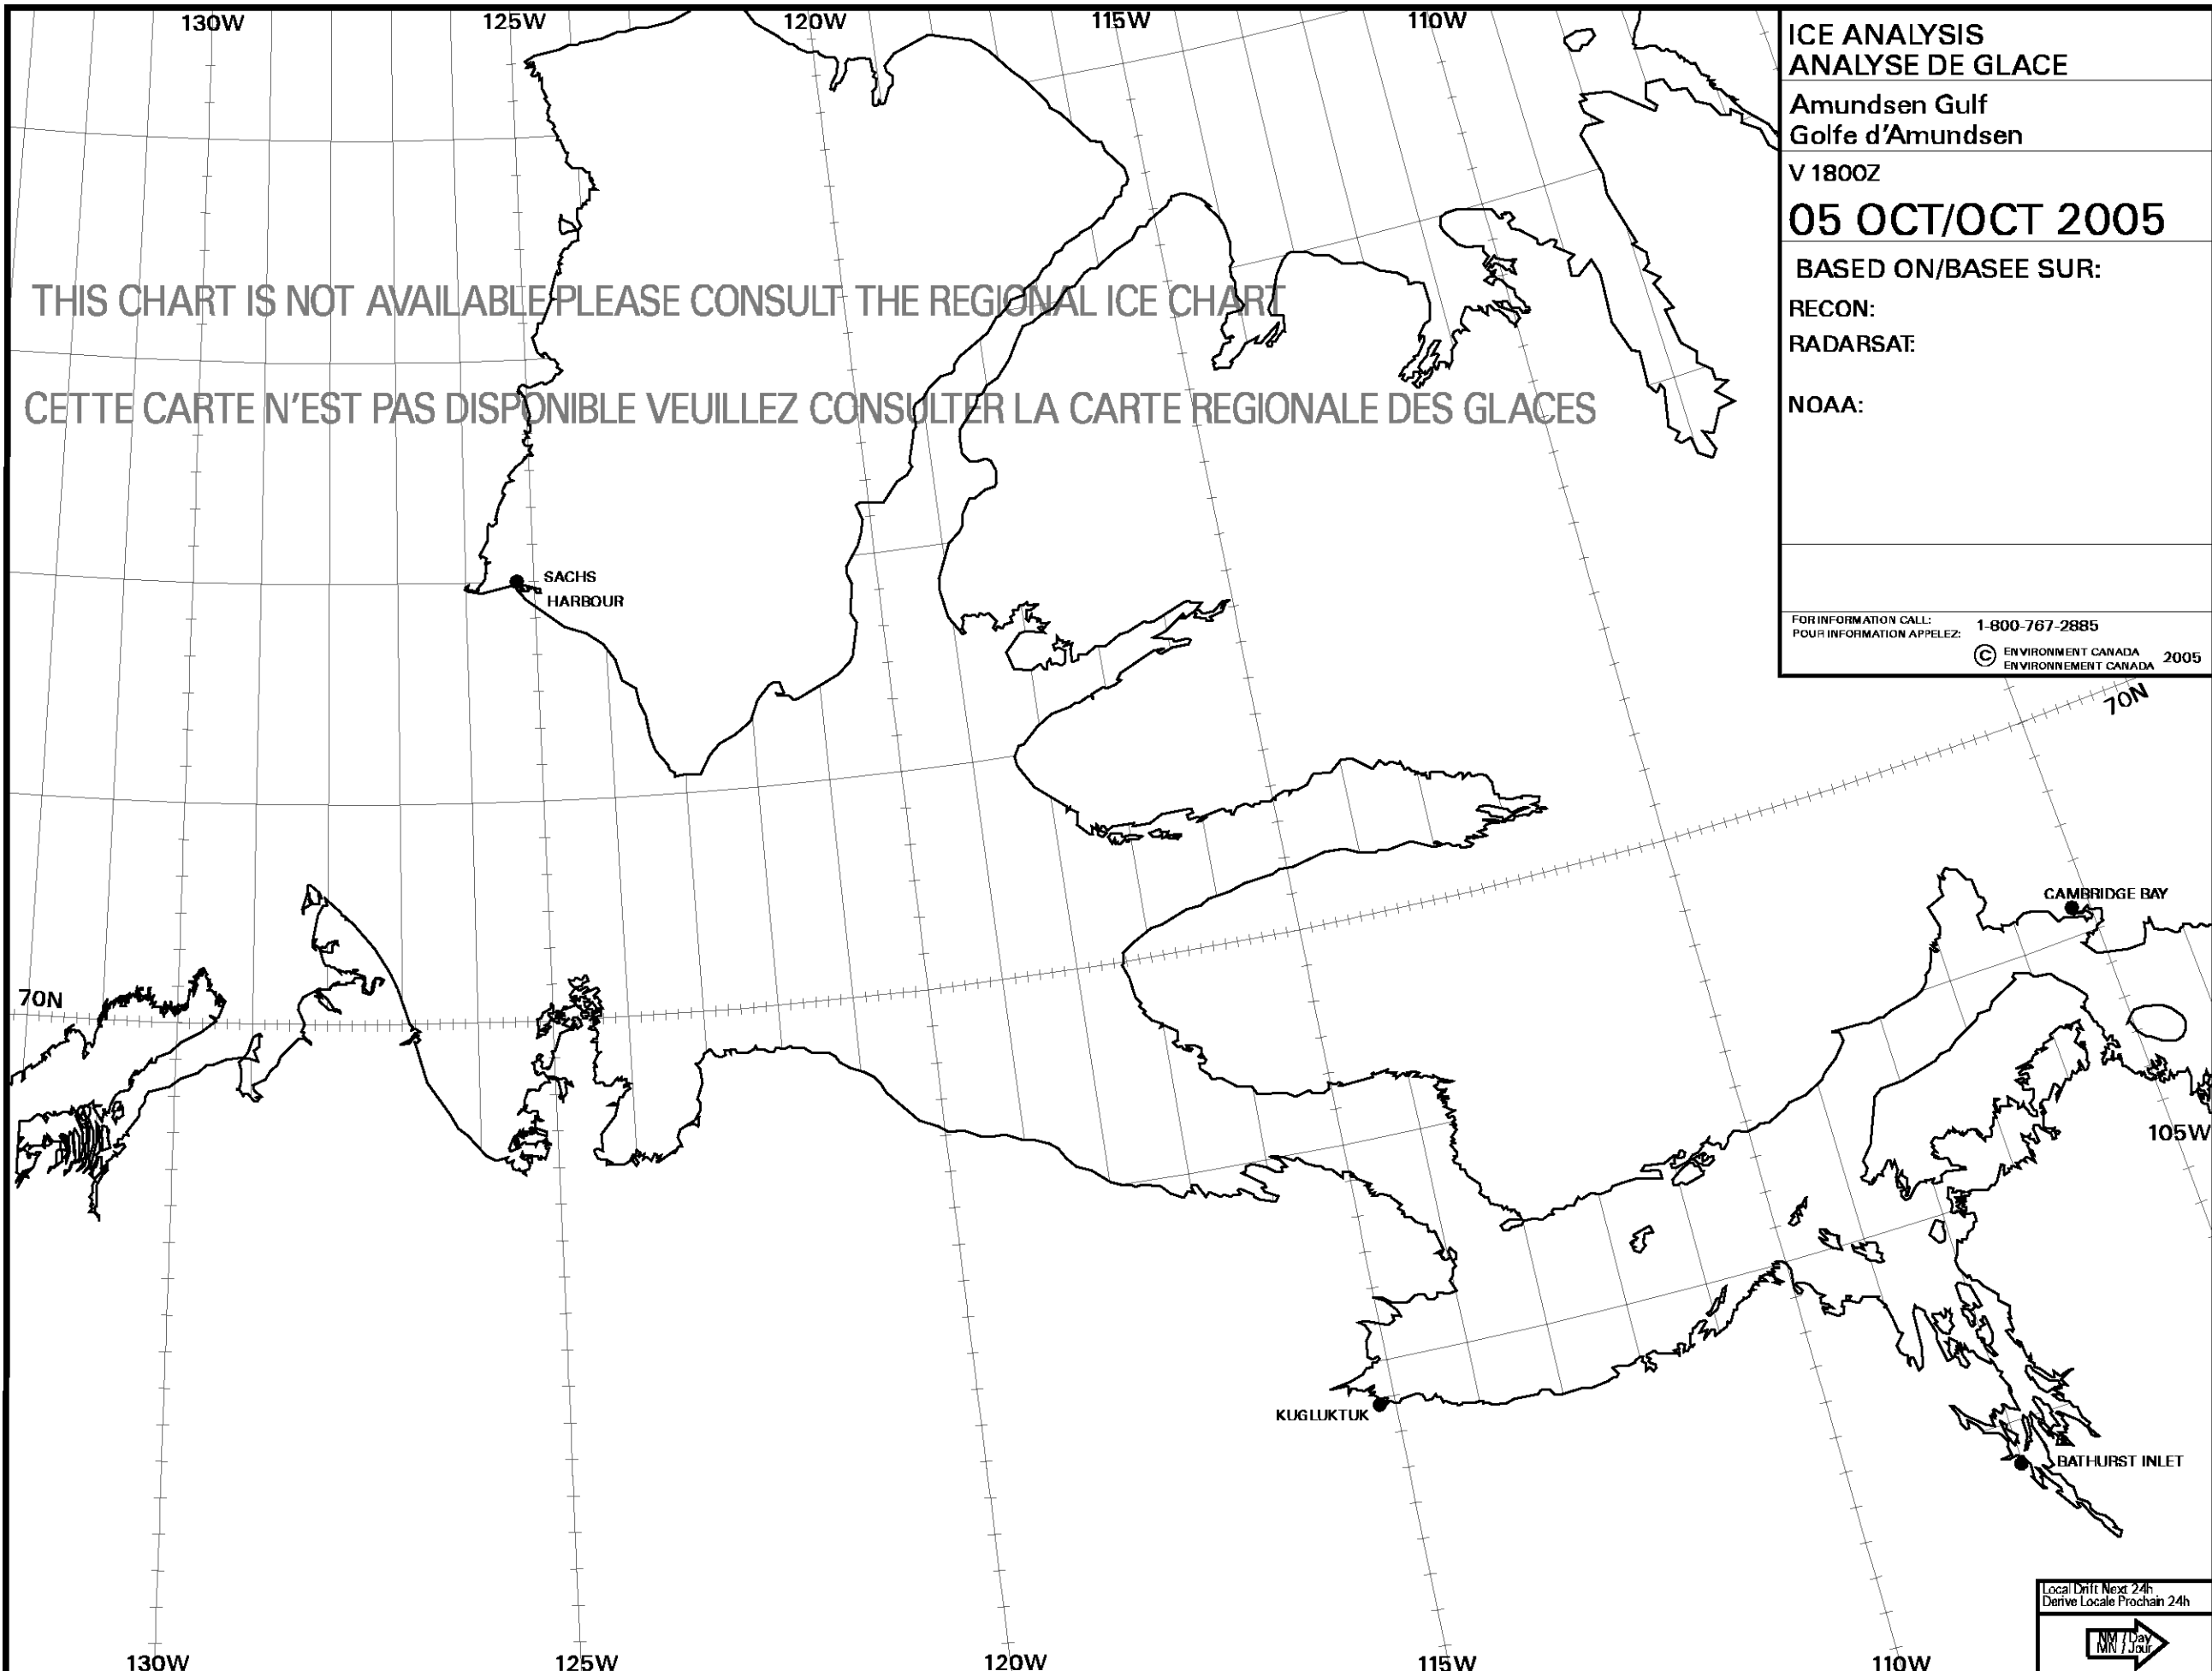 130W 125W 120W 115W 110W
ICE ANALYSIS
ANALYSE DE GLACE
Amundsen Gulf
Golfe d'Amundsen
V 1800Z
05 OCT/OCT 2005
BASED ON/BASEE SUR:
RECON:
RADARSAT:
NOAA:
FOR INFORMATION CALL:
POUR INFORMATION APPELEZ:
1-800-767-2885
© ENVIRONMENT CANADA
ENVIRONNEMENT CANADA
2005
THIS CHART IS NOT AVAILABLE PLEASE CONSULT THE REGIONAL ICE CHART
CETTE CARTE N'EST PAS DISPONIBLE VEUILLEZ CONSULTER LA CARTE REGIONALE DES GLACES
SACHS
HARBOUR
70N
CAMBRIDGE BAY
70N
105W
KUGLUKTUK
BATHURST INLET
Local Drift Next 24h
Derive Locale Prochain 24h
NM / Day
MN / Jour
130W 125W 120W 115W 110W